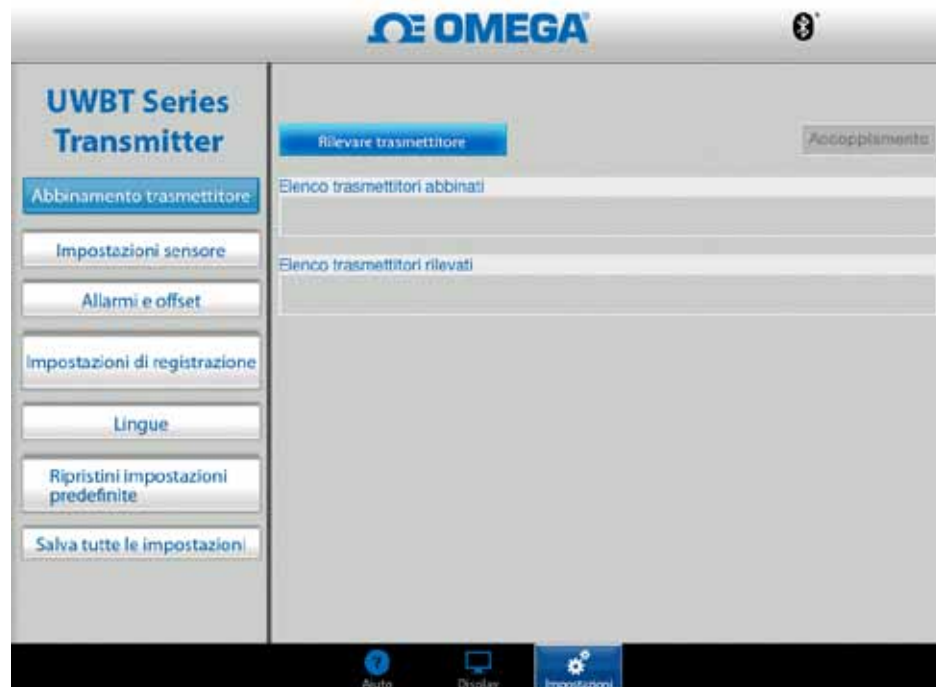 OMEGA
UWBT Series
Transmitter
Rilevare trasmettitore
Accoppiamento
Abbinamento trasmettitore
Elenco trasmettitori abbinati
Impostazioni sensore
Elenco trasmettitori rilevati
Allarmi e offset
Impostazioni di registrazione
Lingue
Ripristini impostazioni
predefinite
Salva tutte le impostazioni
Aiuto
Display
Impostazioni